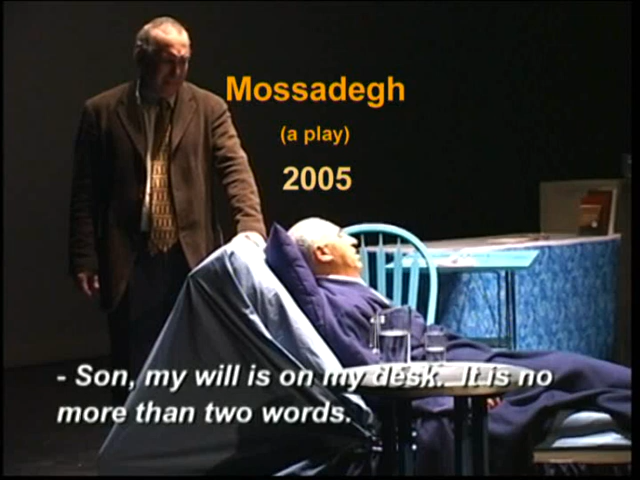 Mossadegh
(a play)
2005
- Son, my will is on my desk.. It is no
more than two words.